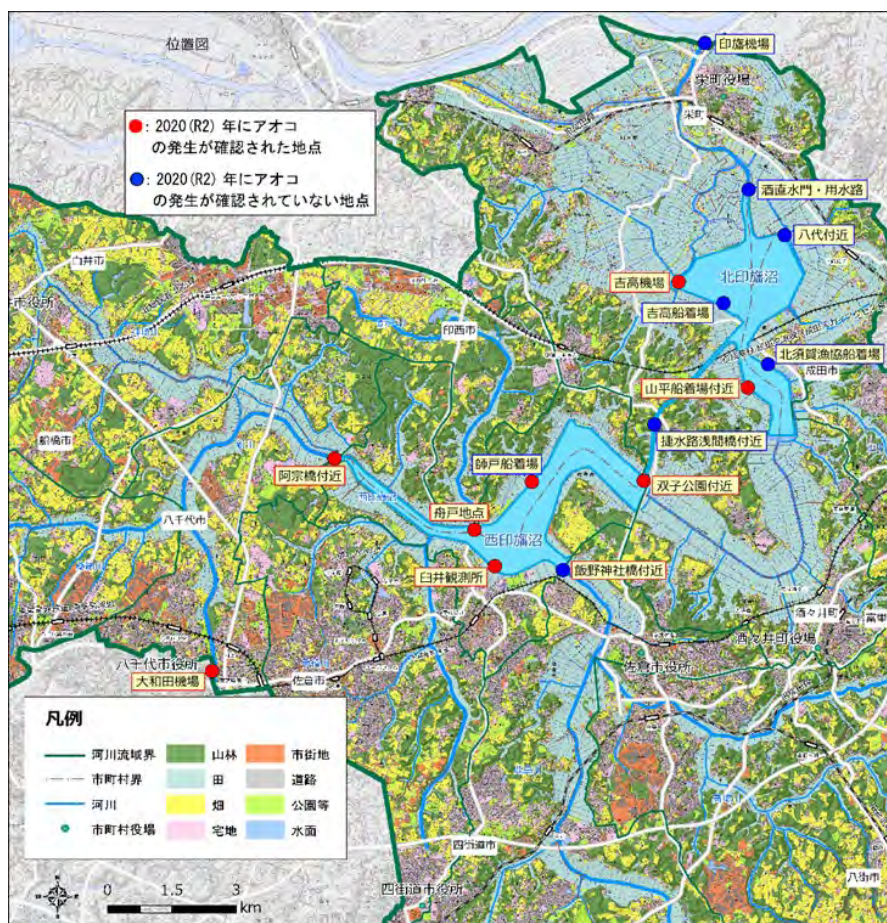 位置図
印旛機場
栄町役場
栄町
●: 2020(R2) 年にアオコ
の発生が確認された地点
●: 2020(R2) 年にアオコ
の発生が確認されていない地点
酒直水門・用水路
八代付近
白井市
吉高機場
北印旛沼
吉高船着場
印西市
北須賀漁協船着場
成田市
山平船着場付近
船橋市
捷水路浅間橋付近
師戸船着場
阿宗橋付近
双子公園付近
舟戸地点
八千代市
西印旛沼
臼井観測所
飯野神社橋付近
酒々井町
酒々井町役場
佐倉市役所
八千代市役所
大和田機場
佐倉市
凡例
河川流域界
山林
市街地
市町村界
田
道路
河川
畑
公園等
市町村役場
宅地
水面
四街道市
八街市
四街道市役所
0 1.5 3
km